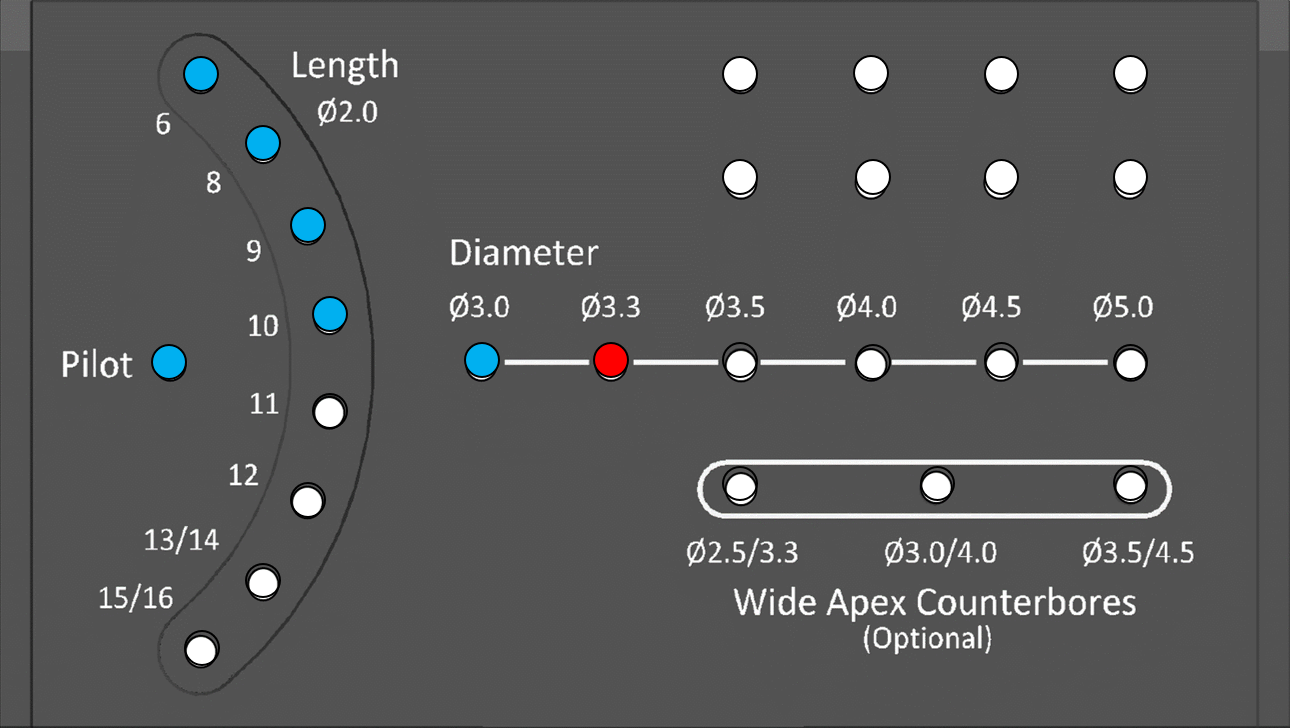 Length
Ø2.0
6
8
9
10
11
12
13/14
15/16
Pilot
Diameter
Ø3.0 Ø3.3 Ø3.5 Ø4.0 Ø4.5 Ø5.0
Ø2.5/3.3 Ø3.0/4.0 Ø3.5/4.5
Wide Apex Counterbores
(Optional)